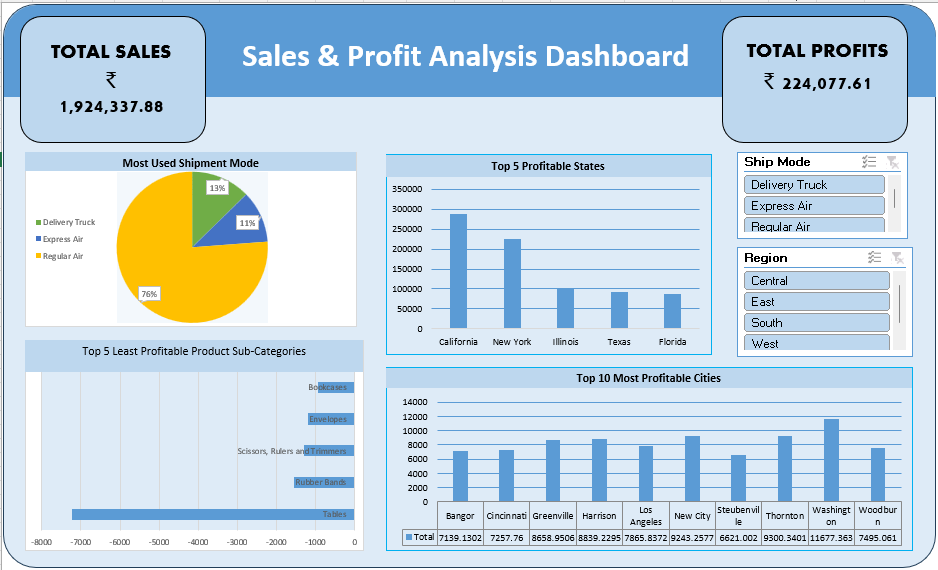 TOTAL SALES
₹
1,924,337.88
Sales & Profit Analysis Dashboard
TOTAL PROFITS
₹ 224,077.61
Most Used Shipment Mode
Delivery Truck
Express Air
Regular Air
13%
11%
76%
Top 5 Profitable States
350000
300000
250000
200000
150000
100000
50000
0
California New York Illinois Texas Florida
Ship Mode
Delivery Truck
Express Air
Regular Air
Region
Central
East
South
West
Top 5 Least Profitable Product Sub-Categories
Bookcases
Envelopes
Scissors, Rulers and Trimmers
Rubber Bands
Tables
-8000 -7000 -6000 -5000 -4000 -3000 -2000 -1000 0
Top 10 Most Profitable Cities
14000
12000
10000
8000
6000
4000
2000
0
Bangor Cincinnati Greenville Harrison Los Angeles New City Steubenville Thornton Washington Woodburn
Total 7139.1302 7257.76 8658.9506 8839.2295 7865.8372 9243.2577 6621.002 9300.3401 11677.363 7495.061